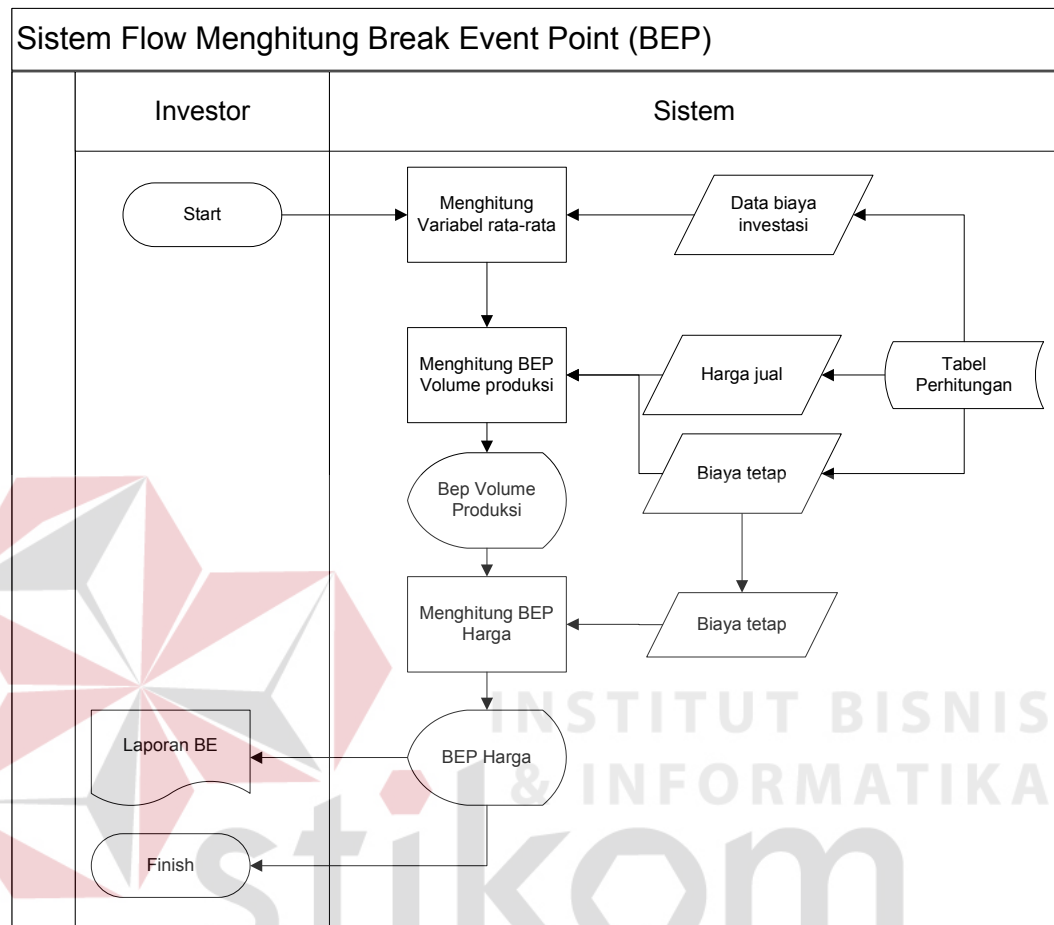 Sistem Flow Menghitung Break Event Point (BEP)
Investor
Sistem
Start
Menghitung
Variabel rata-rata
Data biaya
investasi
Menghitung BEP
Volume produksi
Harga jual
Tabel
Perhitungan
Biaya tetap
Bep Volume
Produksi
Menghitung BEP
Harga
Biaya tetap
Laporan BE
BEP Harga
Finish
INSTITUT BISNIS
& INFORMATIKA
stikom